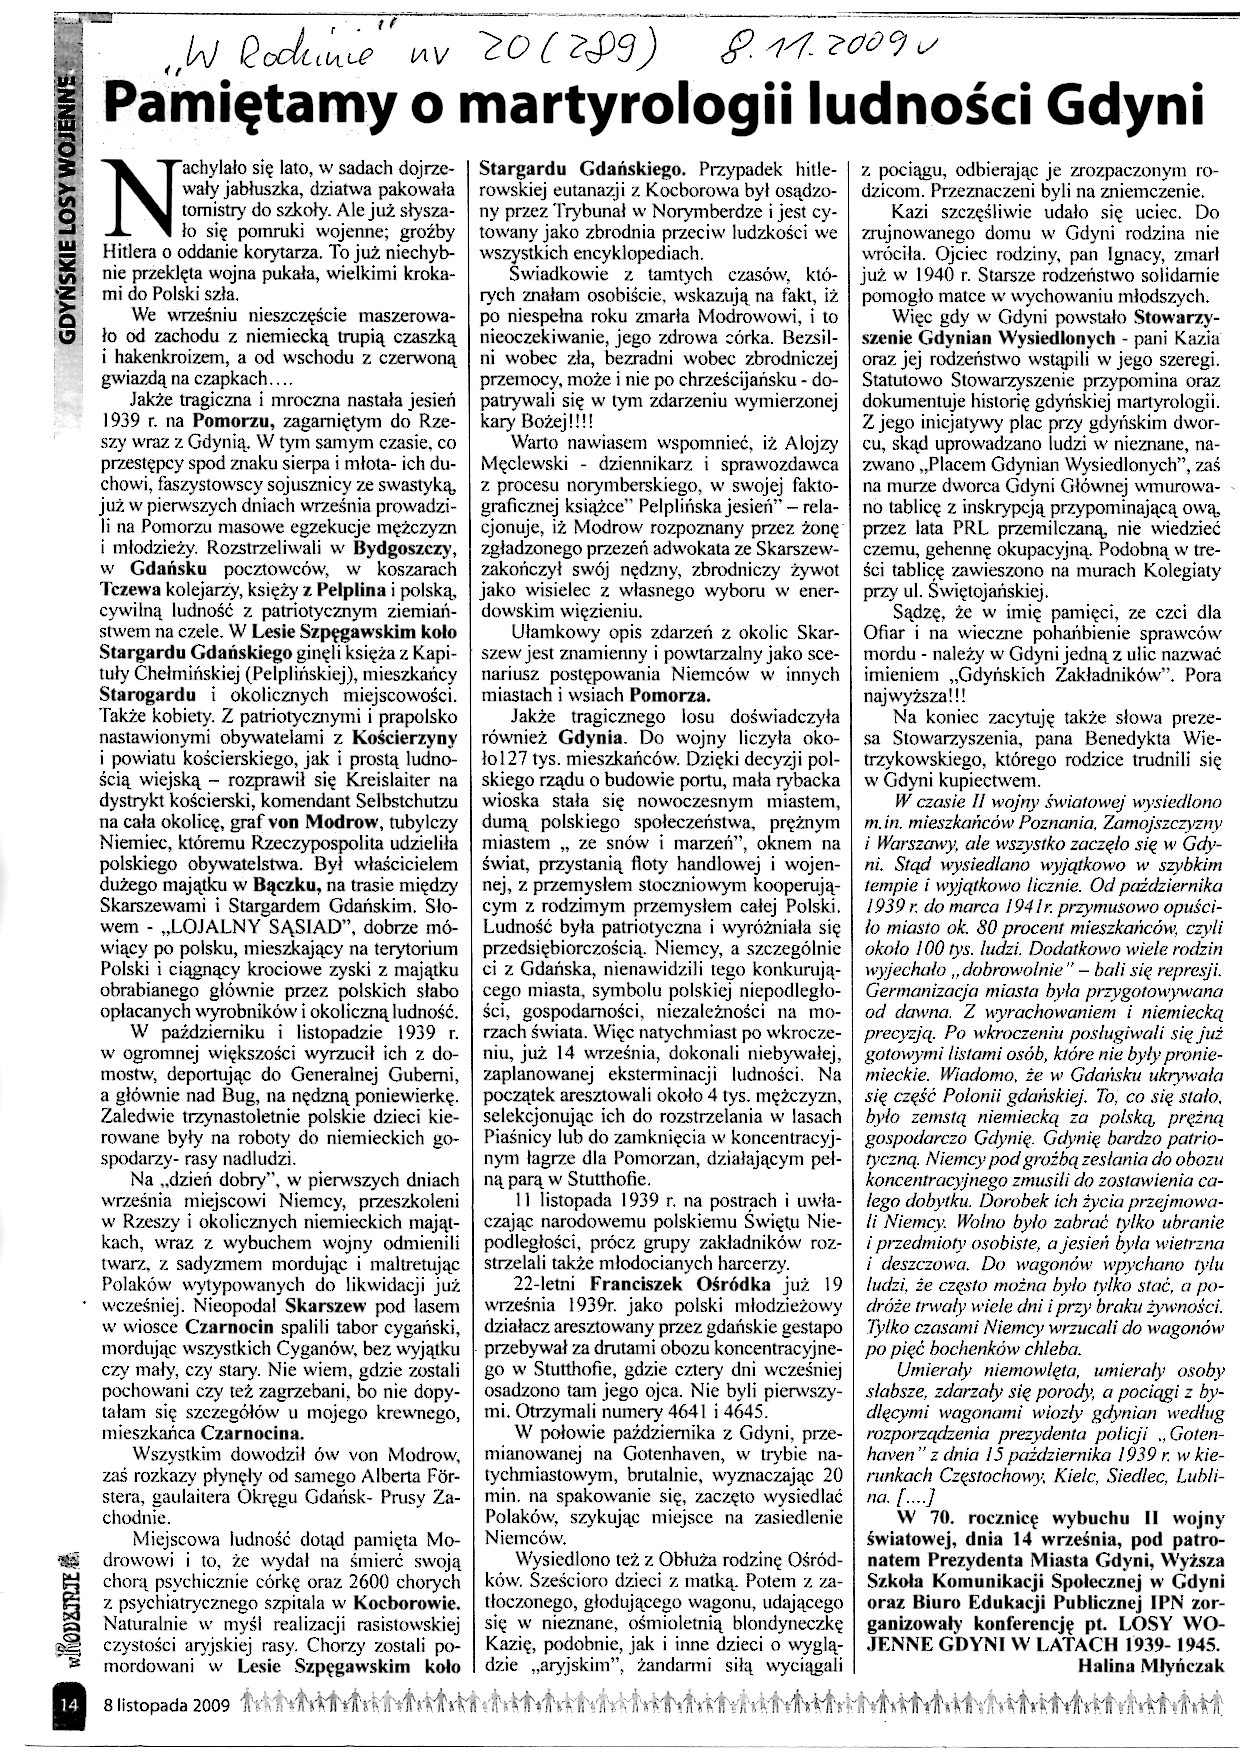 „W Rodzinie" nr 20 (289) 8.11.2009 r
Pamiętamy o martyrologii ludności Gdyni
GDYŃSKIE LOSY WOJENNE
Nachylało się lato, w sadach dojrze-
wały jabłuszka, dziatwa pakowała
tornistry do szkoły. Ale już słysza-
ło się pomruki wojenne; groźby
Hitlera o oddanie korytarza. To już niechyb-
nie przeklęta wojna pukała, wielkimi kroka-
mi do Polski szła.
We wrześniu nieszczęście maszerowa-
ło od zachodu z niemiecką trupią czaszką
i hakenkroizem, a od wschodu z czerwoną
gwiazdą na czapkach....
Jakże tragiczna i mroczna nastała jesień
1939 r. na Pomorzu, zagarniętym do Rze-
szy wraz z Gdynią. W tym samym czasie, co
przestępcy spod znaku sierpa i młota- ich du-
chowi, faszystowscy sojusznicy ze swastyką,
już w pierwszych dniach września prowadzi-
li na Pomorzu masowe egzekucje mężczyzn
i młodzieży. Rozstrzeliwali w Bydgoszczy,
w Gdańsku pocztowców, w koszarach
Tczewa kolejarzy, księży z Pelplina i polską,
cywilną ludność z patriotycznym ziemiań-
stwem na czele. W Lesie Szpęgawskim koło
Stargardu Gdańskiego ginęli księża z Kapi-
tuły Chełmińskiej (Pelplińskiej), mieszkańcy
Starogardu i okolicznych miejscowości.
Także kobiety. Z patriotycznymi i prapolsko
nastawionymi obywatelami z Kościerzyny
i powiatu kościerskiego, jak i prostą ludno-
ścią wiejską – rozprawił się Kreislaiter na
dystrykt kościerski, komendant Selbstchutzu
na cała okolicę, graf von Modrow, tubylczy
Niemiec, któremu Rzeczypospolita udzieliła
polskiego obywatelstwa. Był właścicielem
dużego majątku w Bączku, na trasie między
Skarszewami i Stargardem Gdańskim. Sło-
wem - „LOJALNY SĄSIAD", dobrze mó-
wiący po polsku, mieszkający na terytorium
Polski i ciągnący krociowe zyski z majątku
obrabianego głównie przez polskich słabo
opłacanych wyrobników i okoliczną ludność.
W październiku i listopadzie 1939 r.
w ogromnej większości wyrzucił ich z do-
mostw, deportując do Generalnej Guberni,
a głównie nad Bug, na nędzną poniewierkę.
Zaledwie trzynastoletnie polskie dzieci kie-
rowane były na roboty do niemieckich go-
spodarzy- rasy nadludzi.
Na „dzień dobry", w pierwszych dniach
września miejscowi Niemcy, przeszkoleni
w Rzeszy i okolicznych niemieckich mająt-
kach, wraz z wybuchem wojny odmienili
twarz, z sadyzmem mordując i maltretując
Polaków wytypowanych do likwidacji już
wcześniej. Nieopodal Skarszew pod lasem
w wiosce Czarnocin spalili tabor cygański,
mordując wszystkich Cyganów, bez wyjątku
czy mały, czy stary. Nie wiem, gdzie zostali
pochowani czy też zagrzebani, bo nie dopy-
tałam się szczegółów u mojego krewnego,
mieszkańca Czarnocina.
Wszystkim dowodził ów von Modrow,
zaś rozkazy płynęły od samego Alberta För-
stera, gaulaitera Okręgu Gdańsk- Prusy Za-
chodnie.
Miejscowa ludność dotąd pamięta Mo-
drowowi i to, że wydał na śmierć swoją
chorą psychicznie córkę oraz 2600 chorych
z psychiatrycznego szpitala w Kocborowie.
Naturalnie w myśl realizacji rasistowskiej
czystości aryjskiej rasy. Chorzy zostali po-
mordowani w Lesie Szpęgawskim koło
Stargardu Gdańskiego. Przypadek hitle-
rowskiej eutanazji z Kocborowa był osądzo-
ny przez Trybunał w Norymberdze i jest cy-
towany jako zbrodnia przeciw ludzkości we
wszystkich encyklopediach.
Świadkowie z tamtych czasów, któ-
rych znałam osobiście, wskazują na fakt, iż
po niespełna roku zmarła Modrowowi, i to
nieoczekiwanie, jego zdrowa córka. Bezsil-
ni wobec zła, bezradni wobec zbrodniczej
przemocy, może i nie po chrześcijańsku - do-
patrywali się w tym zdarzeniu wymierzonej
kary Bożej!!!!
Warto nawiasem wspomnieć, iż Alojzy
Męclewski - dziennikarz i sprawozdawca
z procesu norymberskiego, w swojej fakto-
graficznej książce" Pelplińska jesień" – rela-
cjonuje, iż Modrow rozpoznany przez żonę
zgładzonego przezeń adwokata ze Skarszew-
zakończył swój nędzny, zbrodniczy żywot
jako wisielec z własnego wyboru w ener-
dowskim więzieniu.
Ułamkowy opis zdarzeń z okolic Skar-
szew jest znamienny i powtarzalny jako sce-
nariusz postępowania Niemców w innych
miastach i wsiach Pomorza.
Jakże tragicznego losu doświadczyła
również Gdynia. Do wojny liczyła oko-
ło127 tys. mieszkańców. Dzięki decyzji pol-
skiego rządu o budowie portu, mała rybacka
wioska stała się nowoczesnym miastem,
dumą polskiego społeczeństwa, prężnym
miastem „ ze snów i marzeń", oknem na
świat, przystanią floty handlowej i wojen-
nej, z przemysłem stoczniowym kooperują-
cym z rodzimym przemysłem całej Polski.
Ludność była patriotyczna i wyróżniała się
przedsiębiorczością. Niemcy, a szczególnie
ci z Gdańska, nienawidzili tego konkurują-
cego miasta, symbolu polskiej niepodległo-
ści, gospodarności, niezależności na mo-
rzach świata. Więc natychmiast po wkrocze-
niu, już 14 września, dokonali niebywałej,
zaplanowanej eksterminacji ludności. Na
początek aresztowali około 4 tys. mężczyzn,
selekcjonując ich do rozstrzelania w lasach
Piaśnicy lub do zamknięcia w koncentracyj-
nym łagrze dla Pomorzan, działającym peł-
ną parą w Stutthofie.
11 listopada 1939 r. na postrach i uwła-
czając narodowemu polskiemu Świętu Nie-
podległości, prócz grupy zakładników roz-
strzelali także młodocianych harcerzy.
22-letni Franciszek Ośródka już 19
września 1939r. jako polski młodzieżowy
działacz aresztowany przez gdańskie gestapo
przebywał za drutami obozu koncentracyjne-
go w Stutthofie, gdzie cztery dni wcześniej
osadzono tam jego ojca. Nie byli pierwszy-
mi. Otrzymali numery 4641 i 4645.
W połowie października z Gdyni, prze-
mianowanej na Gotenhaven, w trybie na-
tychmiastowym, brutalnie, wyznaczając 20
min. na spakowanie się, zaczęto wysiedlać
Polaków, szykując miejsce na zasiedlenie
Niemców.
Wysiedlono też z Obłuża rodzinę Ośród-
ków. Sześcioro dzieci z matką. Potem z za-
tłoczonego, głodującego wagonu, udającego
się w nieznane, ośmioletnią blondyneczkę
Kazię, podobnie, jak i inne dzieci o wyglą-
dzie „aryjskim", żandarmi siłą wyciągali
z pociągu, odbierając je zrozpaczonym ro-
dzicom. Przeznaczeni byli na zniemczenie.
Kazi szczęśliwie udało się uciec. Do
zrujnowanego domu w Gdyni rodzina nie
wróciła. Ojciec rodziny, pan Ignacy, zmarł
już w 1940 r. Starsze rodzeństwo solidarnie
pomogło matce w wychowaniu młodszych.
Więc gdy w Gdyni powstało Stowarzy-
szenie Gdynian Wysiedlonych - pani Kazia
oraz jej rodzeństwo wstąpili w jego szeregi.
Statutowo Stowarzyszenie przypomina oraz
dokumentuje historię gdyńskiej martyrologii.
Z jego inicjatywy plac przy gdyńskim dwor-
cu, skąd uprowadzano ludzi w nieznane, na-
zwano „Placem Gdynian Wysiedlonych", zaś
na murze dworca Gdyni Głównej wmurowa-
no tablicę z inskrypcją przypominającą ową,
przez lata PRL przemilczaną, nie wiedzieć
czemu, gehennę okupacyjną. Podobną w tre-
ści tablicę zawieszono na murach Kolegiaty
przy ul. Świętojańskiej.
Sądzę, że w imię pamięci, ze czci dla
Ofiar i na wieczne pohańbienie sprawców
mordu - należy w Gdyni jedną z ulic nazwać
imieniem „Gdyńskich Zakładników". Pora
najwyższa!!!
Na koniec zacytuję także słowa preze-
sa Stowarzyszenia, pana Benedykta Wie-
trzykowskiego, którego rodzice trudnili się
w Gdyni kupiectwem.
W czasie II wojny światowej wysiedlono
m.in. mieszkańców Poznania, Zamojszczyzny
i Warszawy, ale wszystko zaczęło się w Gdy-
ni. Stąd wysiedlano wyjątkowo w szybkim
tempie i wyjątkowo licznie. Od października
1939 r. do marca 1941r. przymusowo opuści-
ło miasto ok. 80 procent mieszkańców, czyli
około 100 tys. ludzi. Dodatkowo wiele rodzin
wyjechało „dobrowolnie" – bali się represji.
Germanizacja miasta była przygotowywana
od dawna. Z wyrachowaniem i niemiecką
precyzją. Po wkroczeniu posługiwali się już
gotowymi listami osób, które nie były pronie-
mieckie. Wiadomo, że w Gdańsku ukrywała
się część Polonii gdańskiej. To, co się stało,
było zemstą niemiecką za polską, prężną
gospodarczo Gdynię. Gdynię bardzo patrio-
tyczną. Niemcy pod groźbą zesłania do obozu
koncentracyjnego zmusili do zostawienia ca-
łego dobytku. Dorobek ich życia przejmowa-
li Niemcy. Wolno było zabrać tylko ubranie
i przedmioty osobiste, a jesień była wietrzna
i deszczowa. Do wagonów wpychano tylu
ludzi, że często można było tylko stać, a po-
dróże trwały wiele dni i przy braku żywności.
Tylko czasami Niemcy wrzucali do wagonów
po pięć bochenków chleba.
Umierały niemowlęta, umierały osoby
słabsze, zdarzały się porody, a pociągi z by-
dlęcymi wagonami wiozły gdynian według
rozporządzenia prezydenta policji „Goten-
haven" z dnia 15 października 1939 r. w kie-
runkach Częstochowy, Kielc, Siedlec, Lubli-
na. [....]
W 70. rocznicę wybuchu II wojny
światowej, dnia 14 września, pod patro-
natem Prezydenta Miasta Gdyni, Wyższa
Szkoła Komunikacji Społecznej w Gdyni
oraz Biuro Edukacji Publicznej IPN zor-
ganizowały konferencję pt. LOSY WO-
JENNE GDYNI W LATACH 1939- 1945.
Halina Młyńczak
w RODZINIE
14 8 listopada 2009